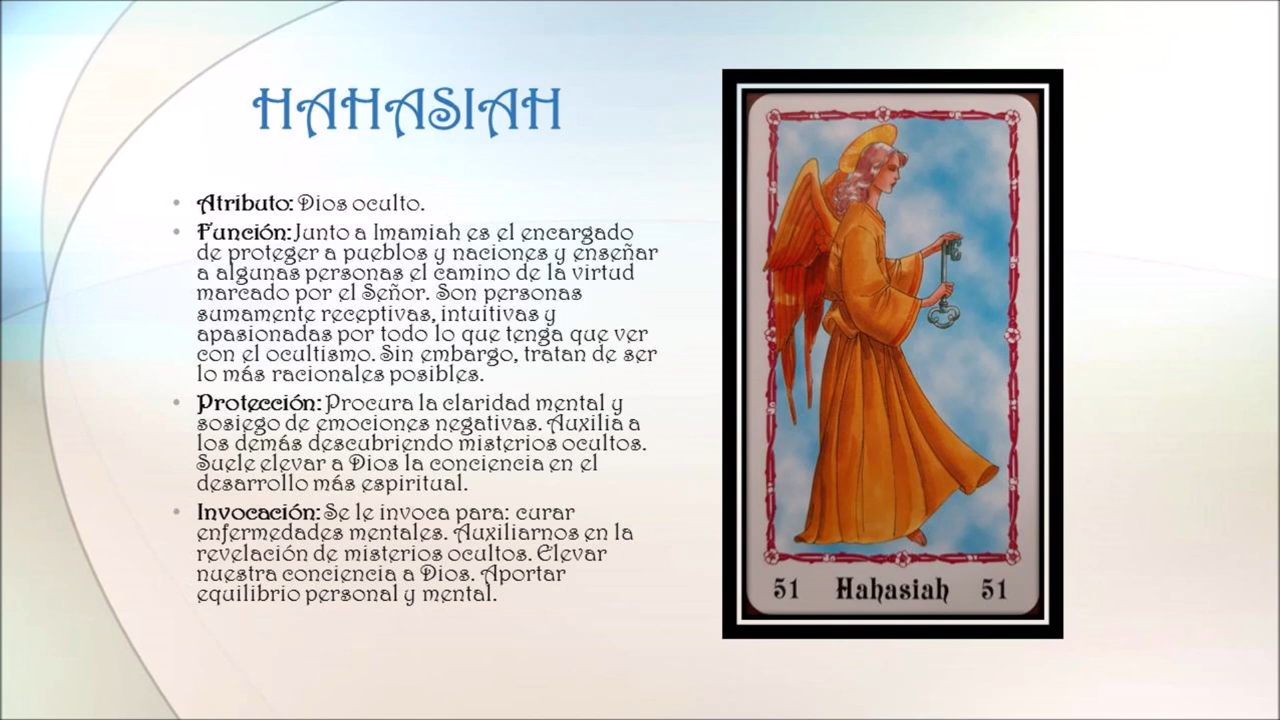 HAHASIAH
• Atributo: Dios oculto.
• Función: Junto a Imamiah es el encargado
de proteger a pueblos y naciones y enseñar
a algunas personas el camino de la virtud
marcado por el Señor. Son personas
sumamente receptivas, intuitivas y
apasionadas por todo lo que tenga que ver
con el ocultismo. Sin embargo, tratan de ser
lo más racionales posibles.
• Protección: Procura la claridad mental y
sosiego de emociones negativas. Auxilia a
los demás descubriendo misterios ocultos.
Suele elevar a Dios la conciencia en el
desarrollo más espiritual.
• Invocación: Se le invoca para: curar
enfermedades mentales. Auxiliarnos en la
revelación de misterios ocultos. Elevar
nuestra conciencia a Dios. Aportar
equilibrio personal y mental.
51 Hahasiah 51